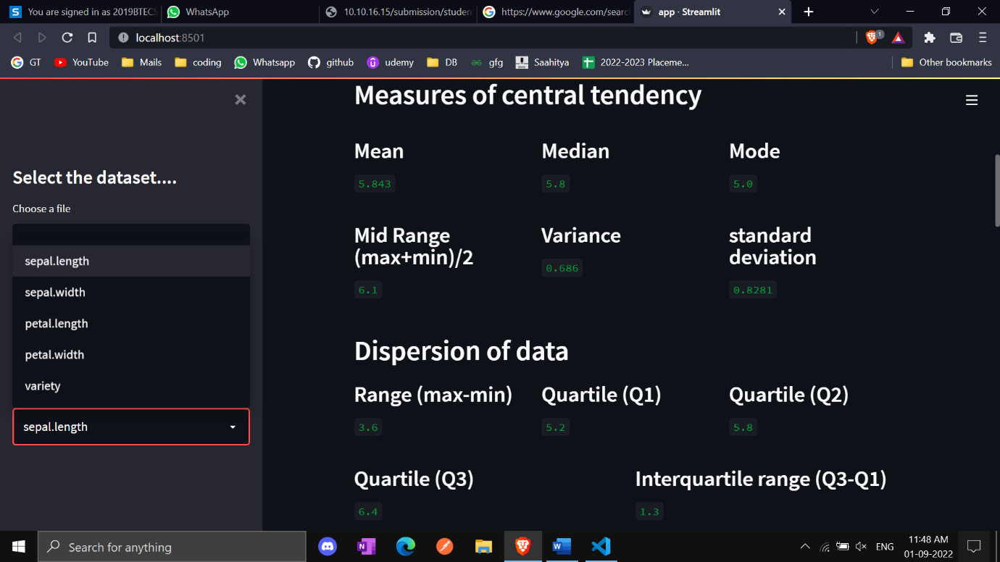 You are signed in as 2019BTECS
WhatsApp
10.10.16.15/submission/studen
https://www.google.com/searc
app · Streamlit
localhost:8501
1
GT
YouTube
Mails
coding
Whatsapp
github
udemy
DB
gfg
Saahitya
2022-2023 Placeme...
Other bookmarks
Select the dataset....
Choose a file
sepal.length
sepal.width
petal.length
petal.width
variety
sepal.length
Measures of central tendency
Mean
Median
Mode
5.843
5.8
5.0
Mid Range
(max+min)/2
Variance
standard
deviation
6.1
0.686
0.8281
Dispersion of data
Range (max-min)
Quartile (Q1)
Quartile (Q2)
3.6
5.2
5.8
Quartile (Q3)
Interquartile range (Q3-Q1)
6.4
1.3
Search for anything
ENG
11:48 AM
01-09-2022